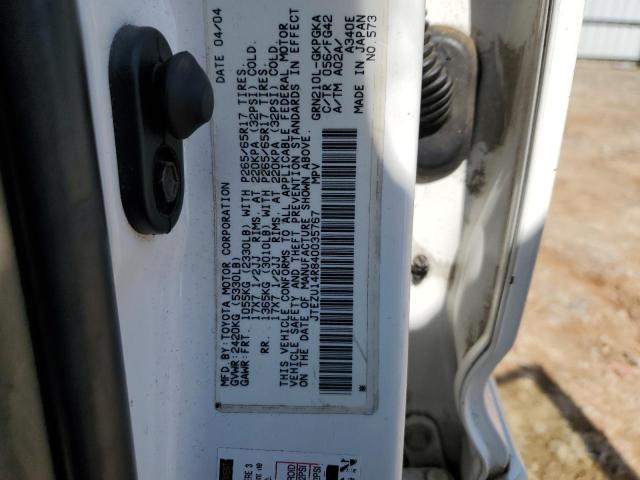 MFD.BY:TOYOTA MOTOR CORPORATION DATE 04/04
GVWR:2420KG (5330LB)
GAWR:FRT. 1055KG (2330LB) WITH P265/65R17 TIRES,
17X7 1/2JJ RIMS, AT 220KPA (32PSI) COLD.
RR. 1365KG (3010LB) WITH P265/65R17 TIRES,
17X7 1/2JJ RIMS, AT 220KPA (32PSI) COLD.
THIS VEHICLE CONFORMS TO ALL APPLICABLE FEDERAL MOTOR
VEHICLE SAFETY AND THEFT PREVENTION STANDARDS IN EFFECT
ON THE DATE OF MANUFACTURE SHOWN ABOVE.
JTEZU14R840035767 MPV
GRN210L-GKPGKA
C/TR 056/FG42
A/TM A02A/ A340E
MADE IN JAPAN
NO. 573